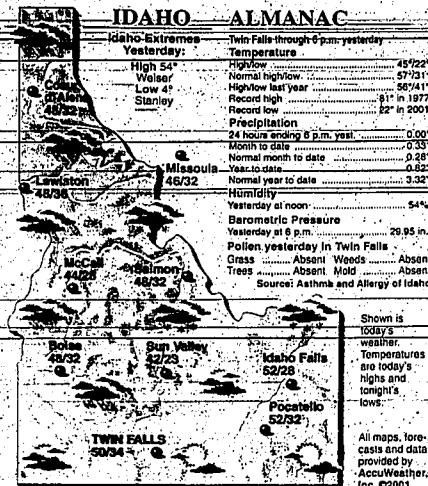 IDAHO ALMANAC
Idaho Extremes
Yesterday:
High 54°
Weiser
Low 4°
Stanley
Twin Falls through 6 p.m. yesterday
Temperature
High/low 45°/22°
Normal high/low 57°/31°
High/low last year 56°/41°
Record high 81° in 1977
Record low 22° in 2001
Precipitation
24 hours ending 6 p.m. yest. 0.00"
Month to date 0.33"
Normal month to date 0.28"
Year to date 0.82"
Normal year to date 3.32"
Humidity
Yesterday at noon 54%
Barometric Pressure
Yesterday at 6 p.m. 29.95 in.
Pollen yesterday in Twin Falls
Grass Absent Weeds Absent
Trees Absent Mold Absent
Source: Asthma and Allergy of Idaho
Coeur
d'Alene
48/32
Missoula
46/32
Lewiston
48/36
McCall
44/28
Salmon
48/32
Boise
48/32
Sun Valley
42/23
Idaho Falls
52/28
Pocatello
52/32
TWIN FALLS
50/34
Shown is
today's
weather.
Temperatures
are today's
highs and
tonight's
lows.
All maps, fore-
casts and data
provided by
AccuWeather,
Inc. ©2001